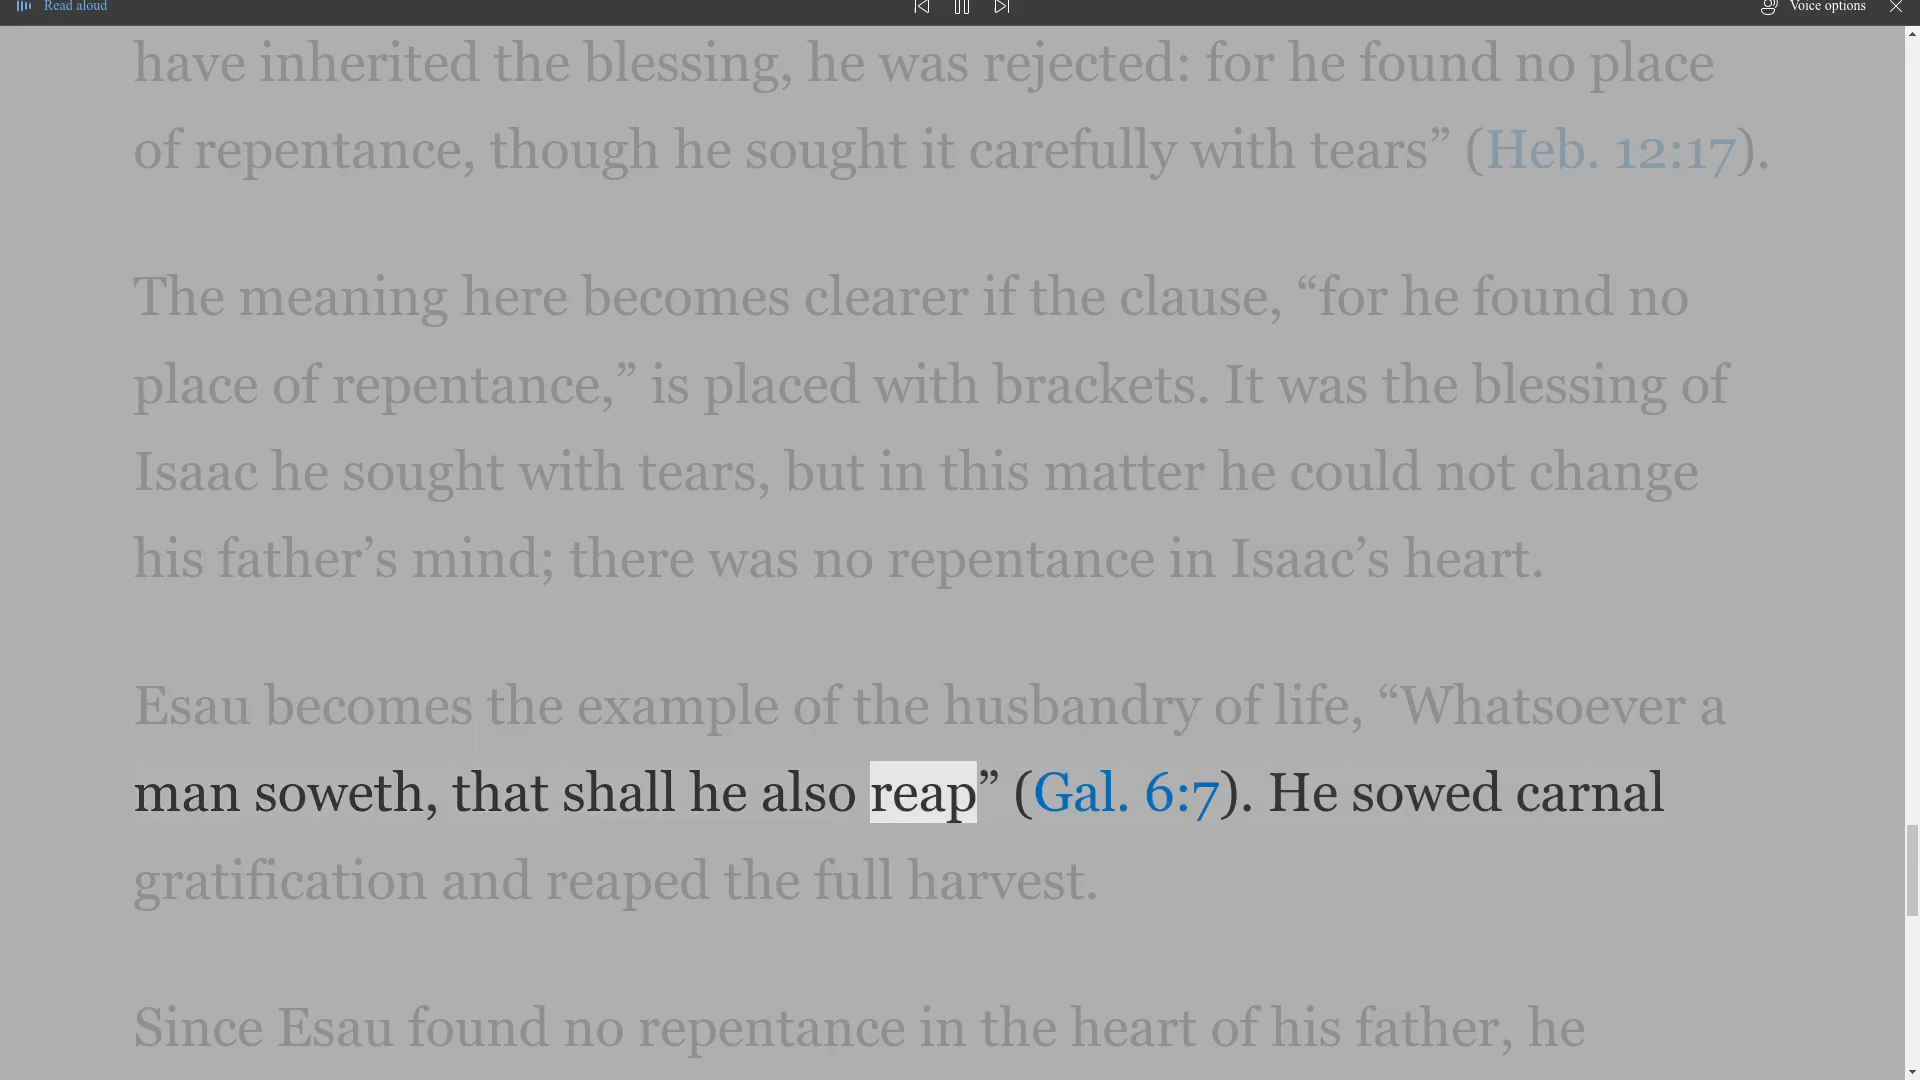 Read aloud
Voice options
have inherited the blessing, he was rejected: for he found no place
of repentance, though he sought it carefully with tears” (Heb. 12:17).
The meaning here becomes clearer if the clause, “for he found no
place of repentance,” is placed with brackets. It was the blessing of
Isaac he sought with tears, but in this matter he could not change
his father’s mind; there was no repentance in Isaac’s heart.
Esau becomes the example of the husbandry of life, “Whatsoever a
man soweth, that shall he also reap” (Gal. 6:7). He sowed carnal
gratification and reaped the full harvest.
Since Esau found no repentance in the heart of his father, he